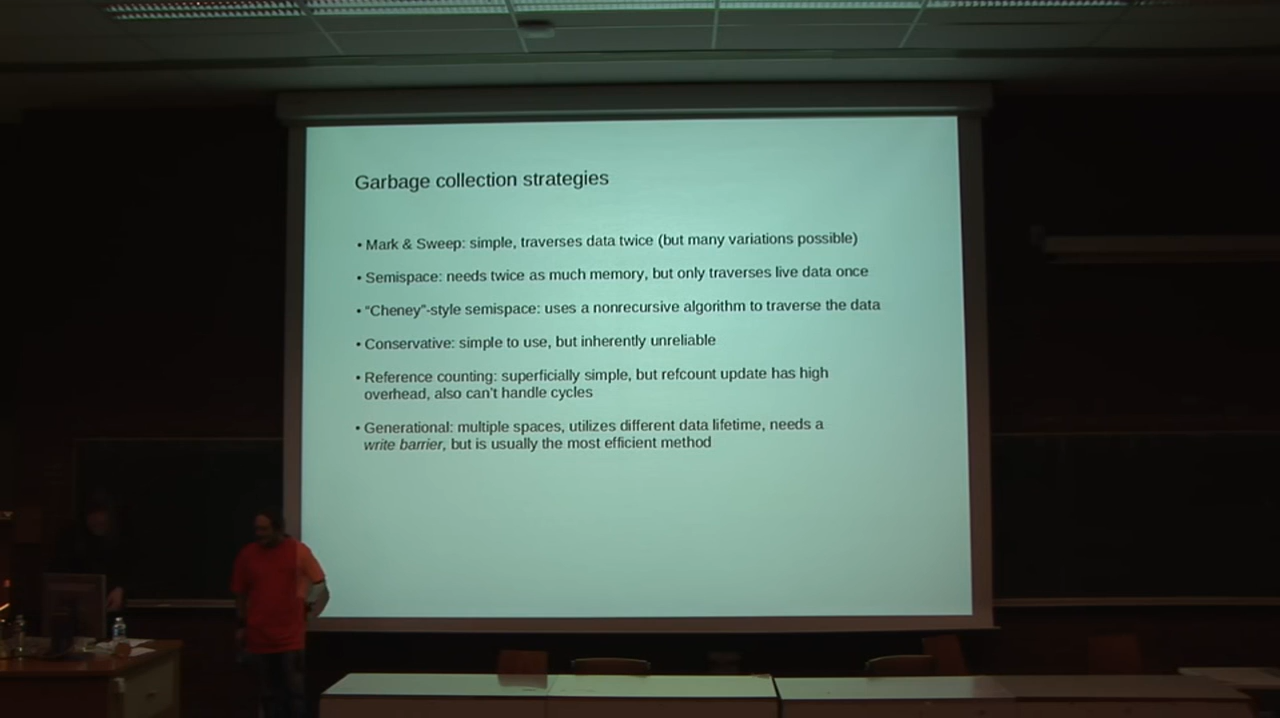 Garbage collection strategies
• Mark & Sweep: simple, traverses data twice (but many variations possible)
• Semispace: needs twice as much memory, but only traverses live data once
• "Cheney"-style semispace: uses a nonrecursive algorithm to traverse the data
• Conservative: simple to use, but inherently unreliable
• Reference counting: superficially simple, but refcount update has high
overhead, also can't handle cycles
• Generational: multiple spaces, utilizes different data lifetime, needs a
write barrier, but is usually the most efficient method